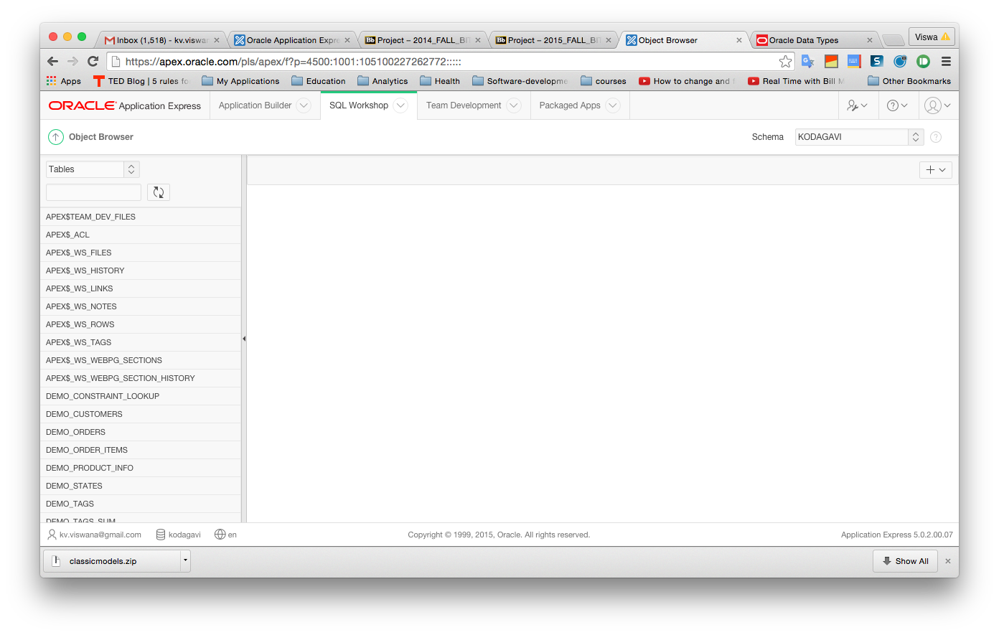 Inbox (1,518) - kv.viswan
Oracle Application Expre
Bb Project – 2014_FALL_BIT
Bb Project – 2015_FALL_BIT
Object Browser
Oracle Data Types
Viswa
https://apex.oracle.com/pls/apex/f?p=4500:1001:105100227262772:::::
Apps
TED Blog | 5 rules fo
My Applications
Education
Analytics
Health
Software-developme
courses
How to change and
Real Time with Bill M
Other Bookmarks
ORACLE Application Express
Application Builder
SQL Workshop
Team Development
Packaged Apps
Object Browser
Schema
KODAGAVI
Tables
APEX$TEAM_DEV_FILES
APEX$_ACL
APEX$_WS_FILES
APEX$_WS_HISTORY
APEX$_WS_LINKS
APEX$_WS_NOTES
APEX$_WS_ROWS
APEX$_WS_TAGS
APEX$_WS_WEBPG_SECTIONS
APEX$_WS_WEBPG_SECTION_HISTORY
DEMO_CONSTRAINT_LOOKUP
DEMO_CUSTOMERS
DEMO_ORDERS
DEMO_ORDER_ITEMS
DEMO_PRODUCT_INFO
DEMO_STATES
DEMO_TAGS
DEMO_TAGS_SUM
kv.viswana@gmail.com
kodagavi
en
Copyright © 1999, 2015, Oracle. All rights reserved.
Application Express 5.0.2.00.07
classicmodels.zip
Show All